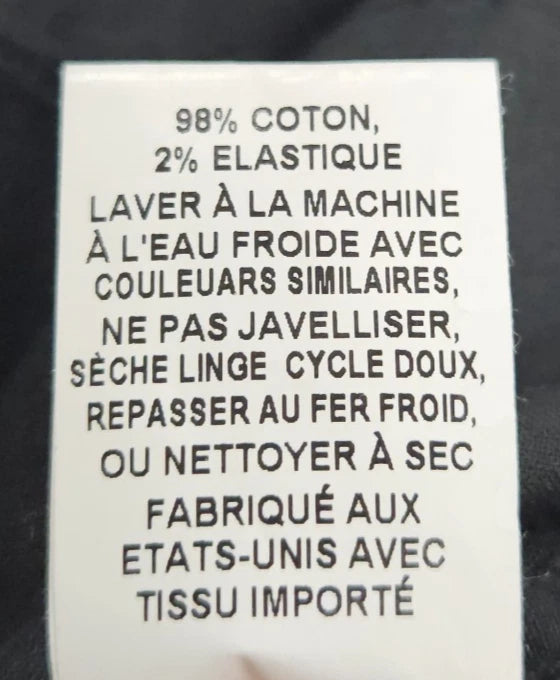 98% COTON,
2% ELASTIQUE
LAVER À LA MACHINE
À L'EAU FROIDE AVEC
COULEUARS SIMILAIRES,
NE PAS JAVELLISER,
SÈCHE LINGE CYCLE DOUX,
REPASSER AU FER FROID,
OU NETTOYER À SEC
FABRIQUÉ AUX
ETATS-UNIS AVEC
TISSU IMPORTÉ